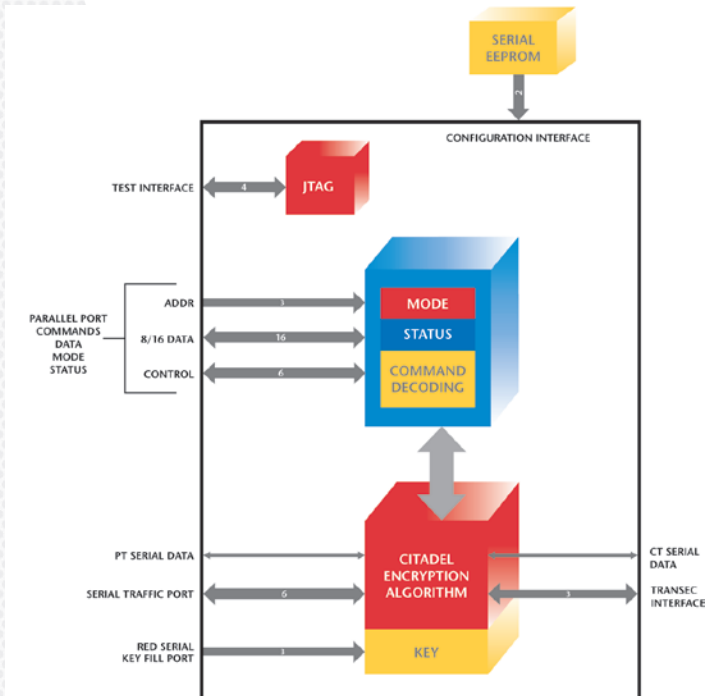 SERIAL
EEPROM
2
CONFIGURATION INTERFACE
TEST INTERFACE
4
JTAG
PARALLEL PORT
COMMANDS
DATA
MODE
STATUS
ADDR
3
8/16 DATA
16
CONTROL
6
MODE
STATUS
COMMAND
DECODING
PT SERIAL DATA
SERIAL TRAFFIC PORT
6
RED SERIAL
KEY FILL PORT
3
CITADEL
ENCRYPTION
ALGORITHM
KEY
CT SERIAL
DATA
3
TRANSEC
INTERFACE